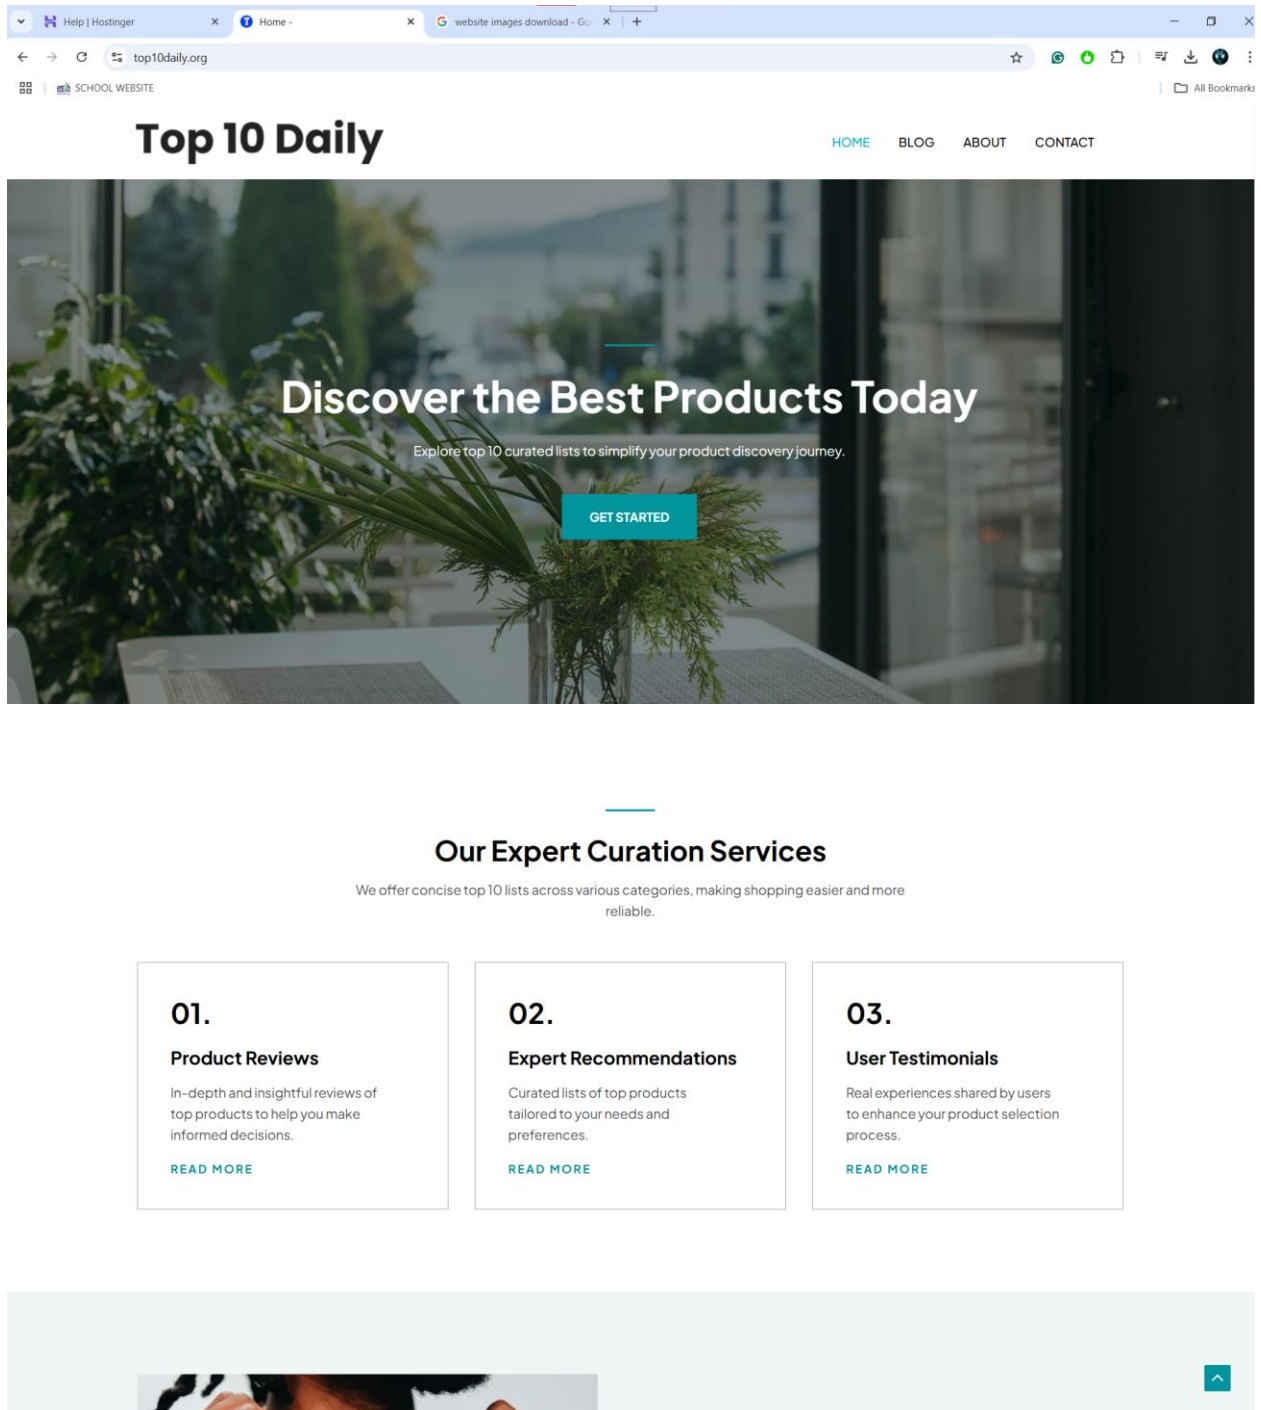 Help | Hostinger
Home -
website images download - Go
top10daily.org
SCHOOL WEBSITE
All Bookmarks
Top 10 Daily
HOME BLOG ABOUT CONTACT
Discover the Best Products Today
Explore top 10 curated lists to simplify your product discovery journey.
GET STARTED
Our Expert Curation Services
We offer concise top 10 lists across various categories, making shopping easier and more
reliable.
01.
Product Reviews
In-depth and insightful reviews of
top products to help you make
informed decisions.
READ MORE
02.
Expert Recommendations
Curated lists of top products
tailored to your needs and
preferences.
READ MORE
03.
User Testimonials
Real experiences shared by users
to enhance your product selection
process.
READ MORE